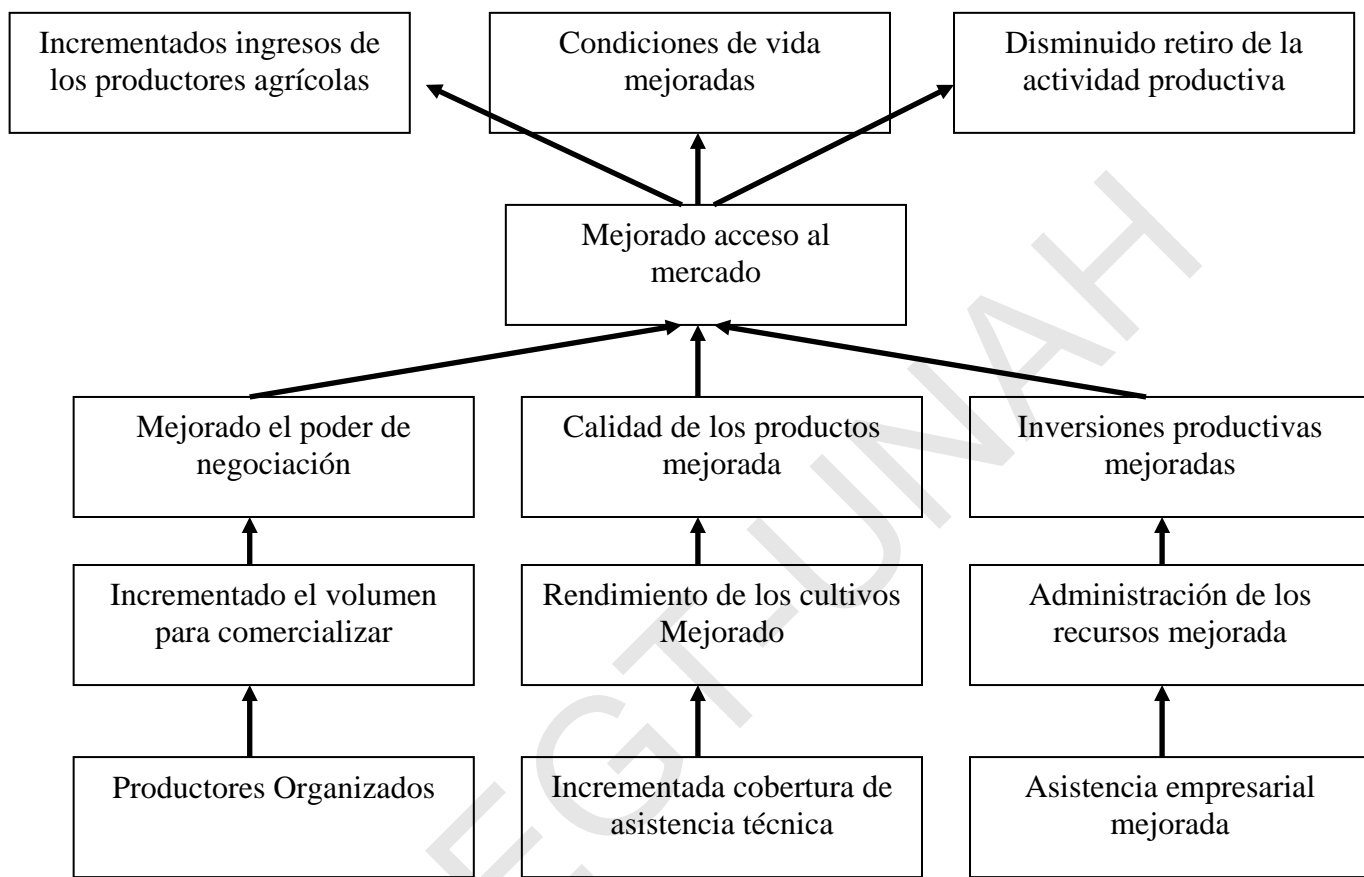 Incrementados ingresos de
los productores agrícolas
Condiciones de vida
mejoradas
Disminuido retiro de la
actividad productiva
Mejorado acceso al
mercado
Mejorado el poder de
negociación
Calidad de los productos
mejorada
Inversiones productivas
mejoradas
Incrementado el volumen
para comercializar
Rendimiento de los cultivos
Mejorado
Administración de los
recursos mejorada
Productores Organizados
Incrementada cobertura de
asistencia técnica
Asistencia empresarial
mejorada
EGT-UNAH